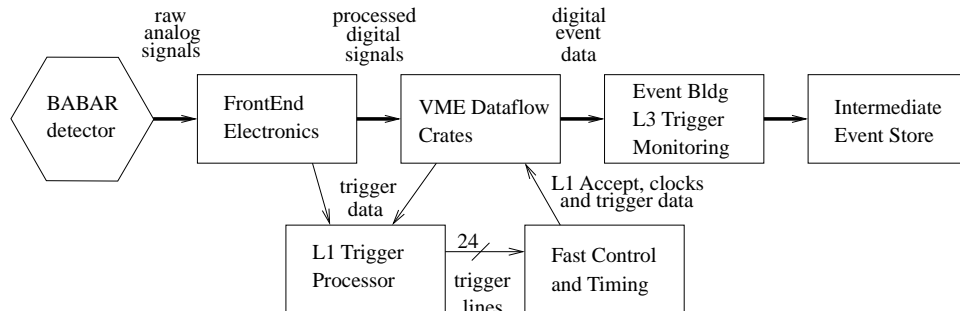 raw
analog
signals
processed
digital
signals
digital
event
data
BABAR
detector
FrontEnd
Electronics
VME Dataflow
Crates
Event Bldg
L3 Trigger
Monitoring
Intermediate
Event Store
trigger
data
L1 Accept, clocks
and trigger data
L1 Trigger
Processor
24
trigger
lines
Fast Control
and Timing